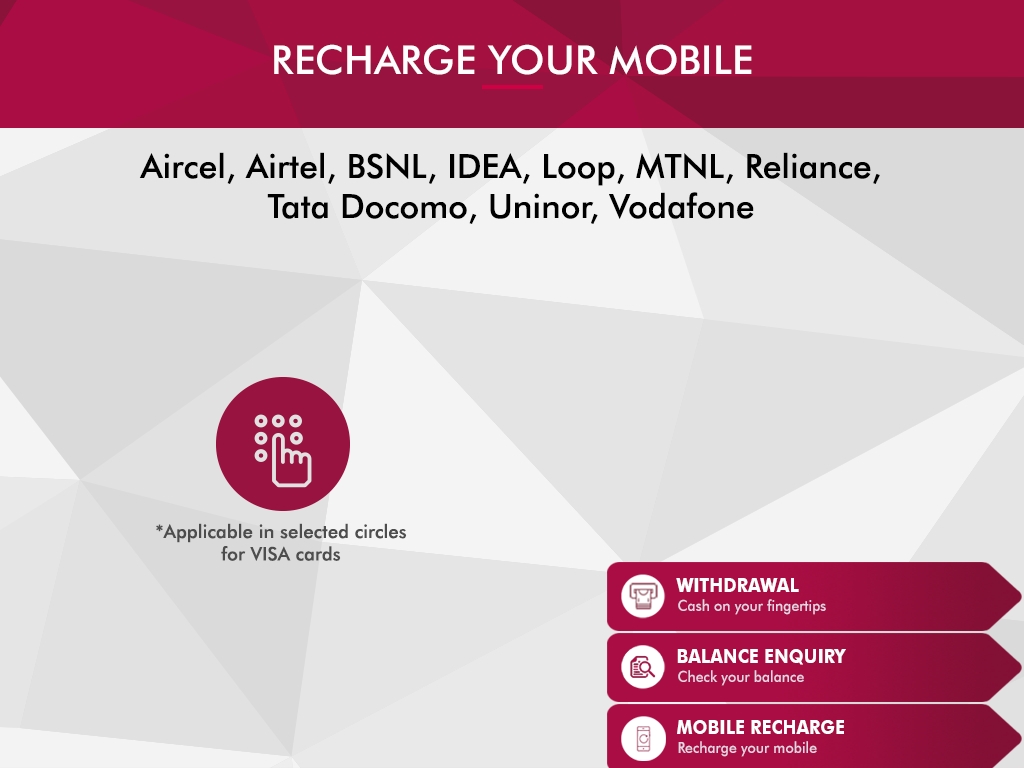 RECHARGE YOUR MOBILE
Aircel, Airtel, BSNL, IDEA, Loop, MTNL, Reliance,
Tata Docomo, Uninor, Vodafone
*Applicable in selected circles
for VISA cards
WITHDRAWAL
Cash on your fingertips
BALANCE ENQUIRY
Check your balance
MOBILE RECHARGE
Recharge your mobile